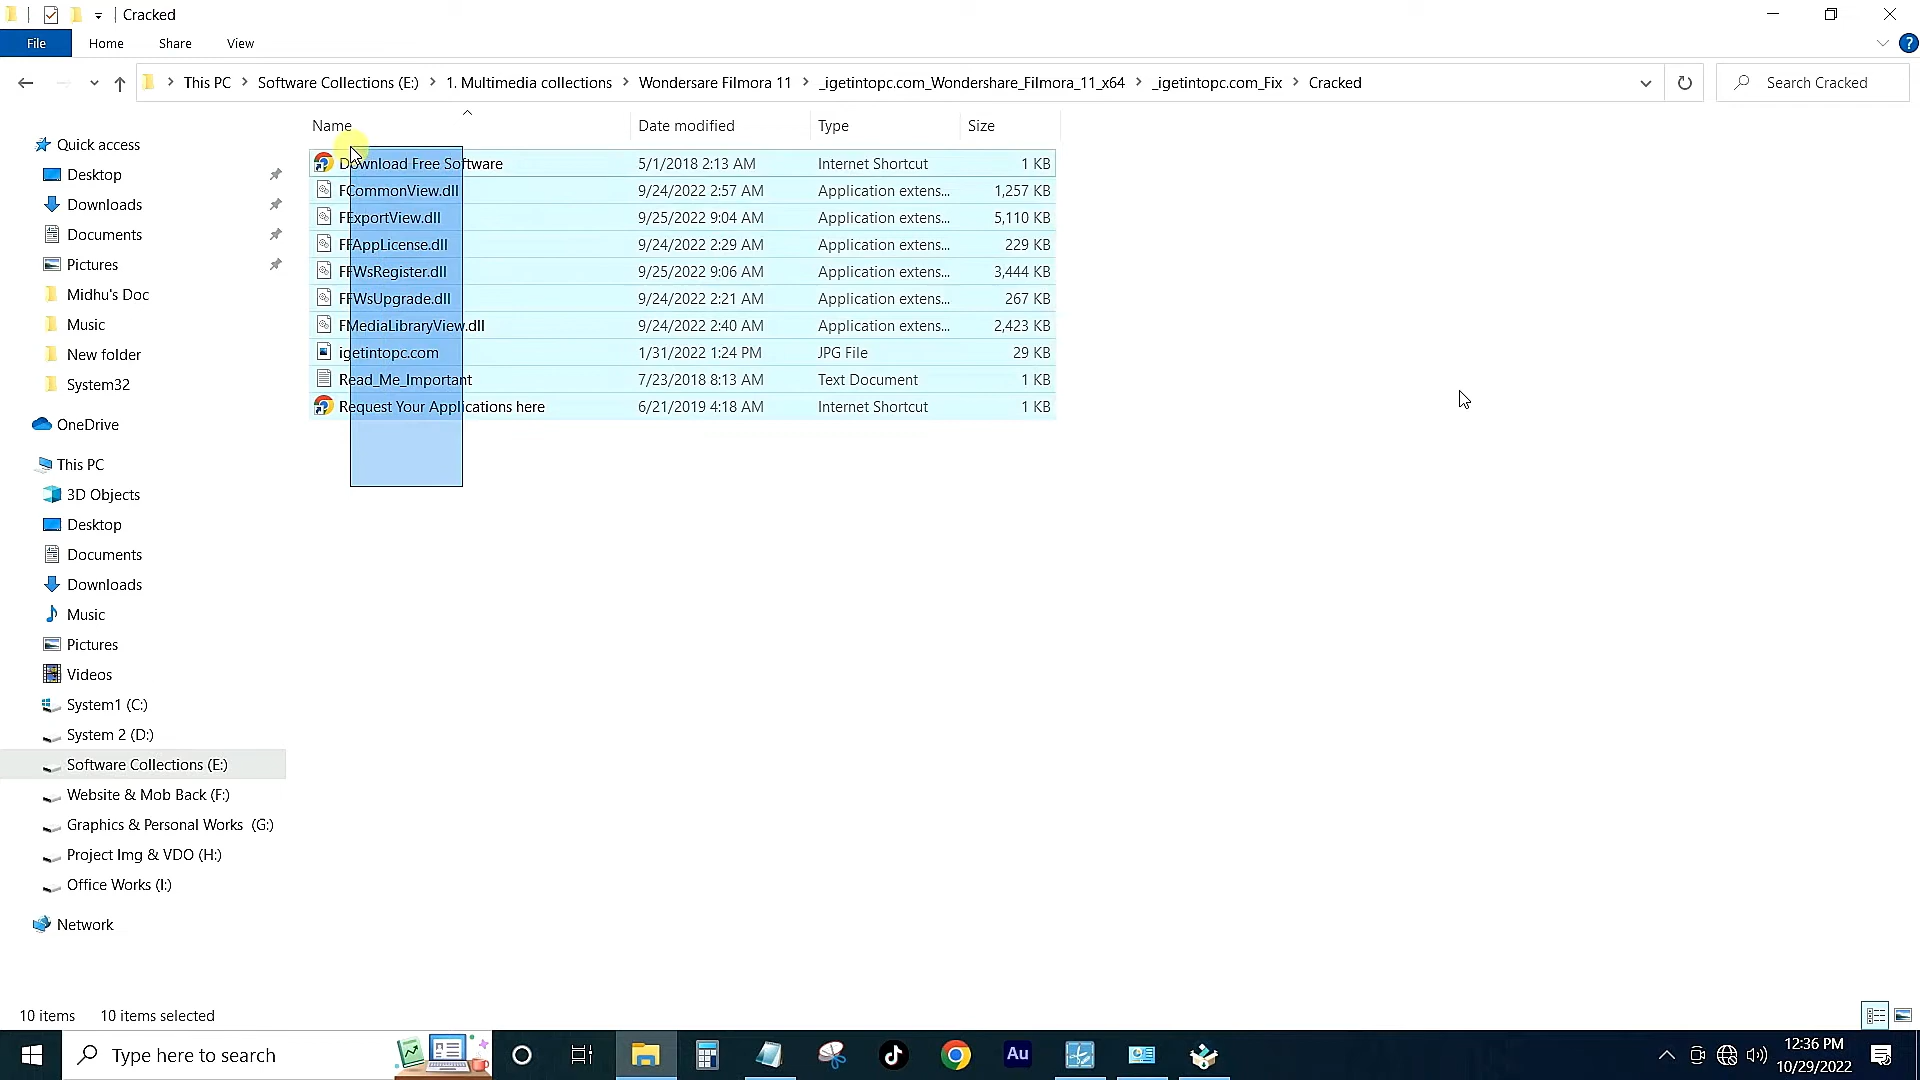 Cracked
File Home Share View
This PC Software Collections (E:) 1. Multimedia collections Wondersare Filmora 11 _igetintopc.com_Wondershare_Filmora_11_x64 _igetintopc.com_Fix Cracked Search Cracked
Name Date modified Type Size
Download Free Software 5/1/2018 2:13 AM Internet Shortcut 1 KB
FCommonView.dll 9/24/2022 2:57 AM Application extens... 1,257 KB
FExportView.dll 9/25/2022 9:04 AM Application extens... 5,110 KB
FFAppLicense.dll 9/24/2022 2:29 AM Application extens... 229 KB
FFWsRegister.dll 9/25/2022 9:06 AM Application extens... 3,444 KB
FFWsUpgrade.dll 9/24/2022 2:21 AM Application extens... 267 KB
FMediaLibraryView.dll 9/24/2022 2:40 AM Application extens... 2,423 KB
igetintopc.com 1/31/2022 1:24 PM JPG File 29 KB
Read_Me_Important 7/23/2018 8:13 AM Text Document 1 KB
Request Your Applications here 6/21/2019 4:18 AM Internet Shortcut 1 KB
Quick access
Desktop
Downloads
Documents
Pictures
Midhu's Doc
Music
New folder
System32
OneDrive
This PC
3D Objects
Desktop
Documents
Downloads
Music
Pictures
Videos
System1 (C:)
System 2 (D:)
Software Collections (E:)
Website & Mob Back (F:)
Graphics & Personal Works (G:)
Project Img & VDO (H:)
Office Works (I:)
Network
10 items 10 items selected
Type here to search
Au
12:36 PM
10/29/2022